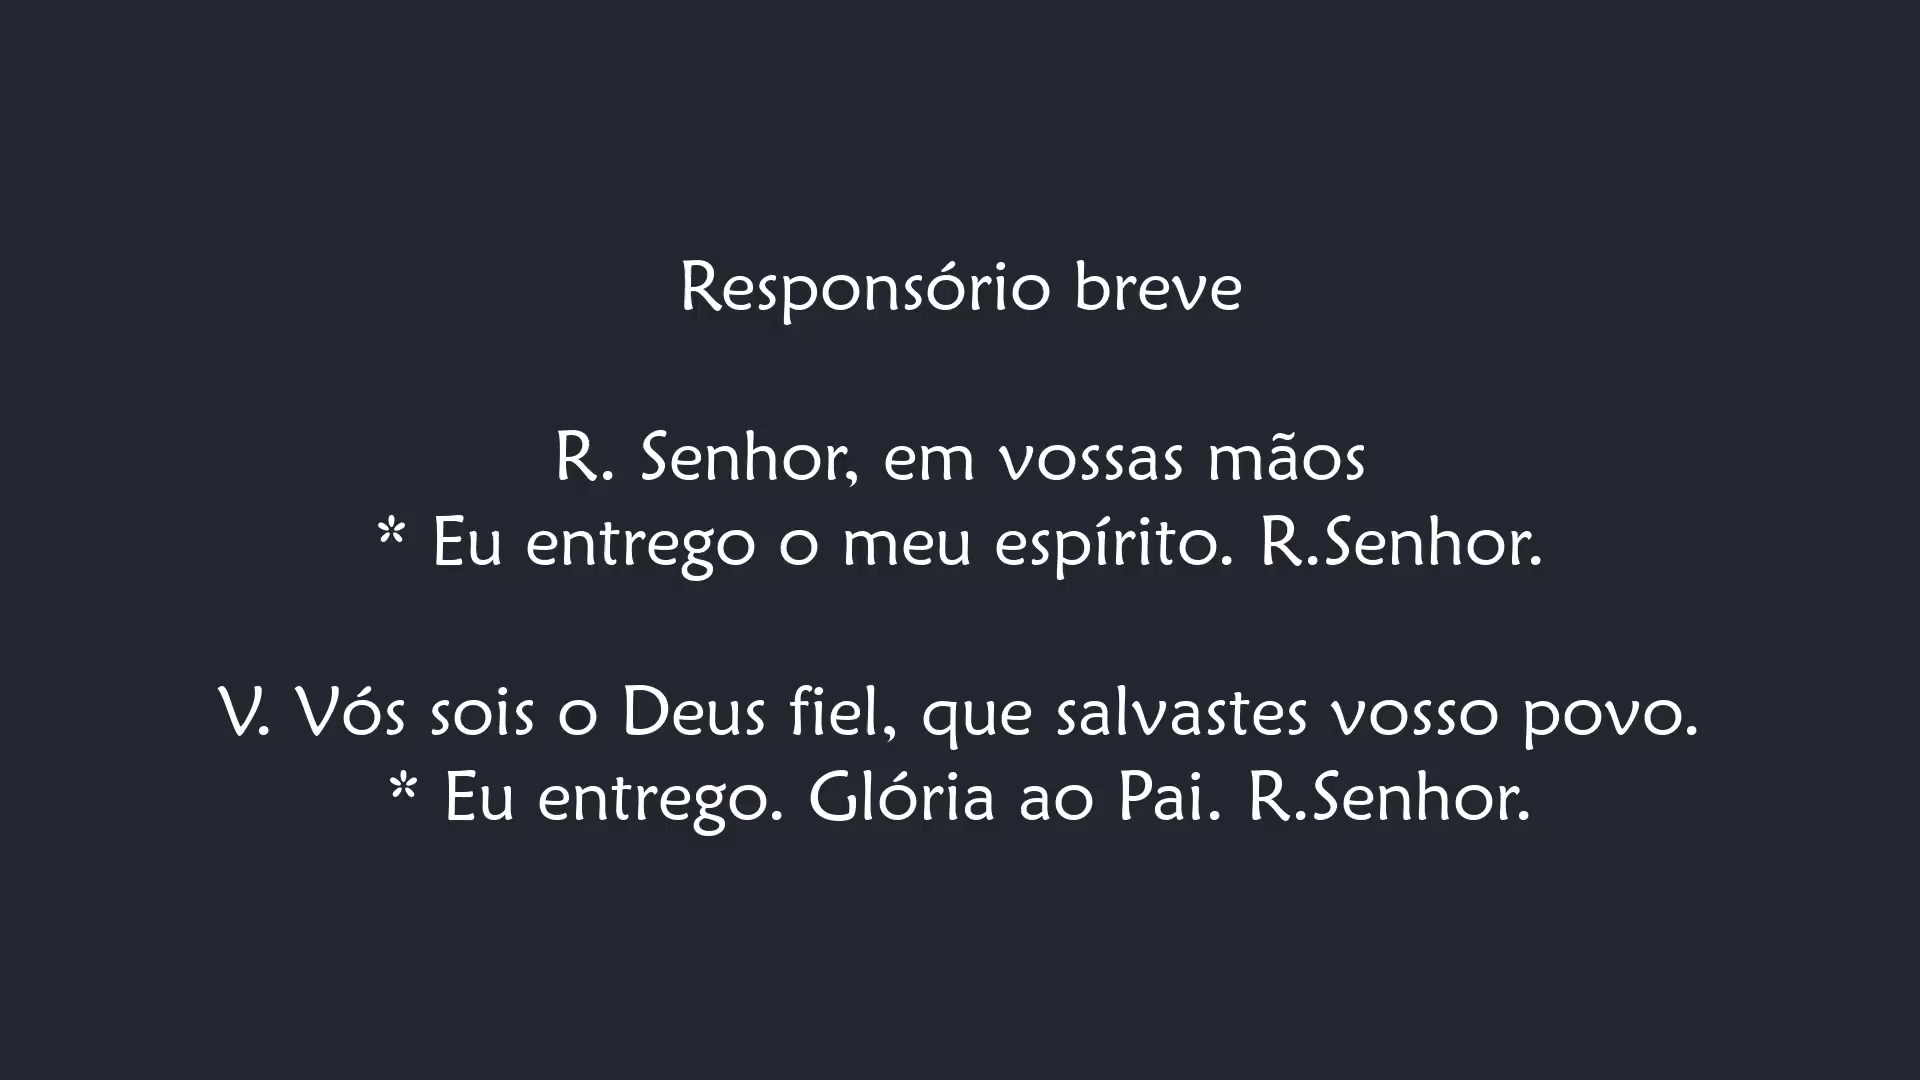 Responsório breve
R. Senhor, em vossas mãos
* Eu entrego o meu espírito. R.Senhor.
V. Vós sois o Deus fiel, que salvastes vosso povo.
* Eu entrego. Glória ao Pai. R.Senhor.